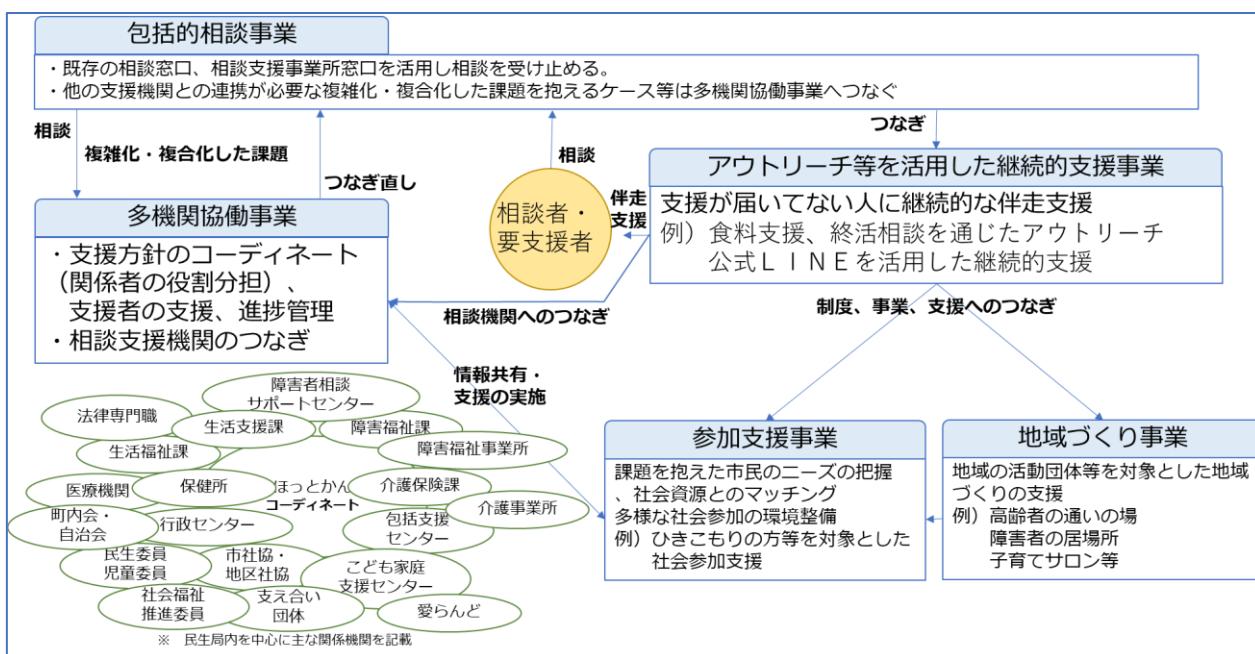 包括的相談事業
・既存の相談窓口、相談支援事業所窓口を活用し相談を受け止める。
・他の支援機関との連携が必要な複雑化・複合化した課題を抱えるケース等は多機関協働事業へつなぐ
相談
複雑化・複合化した課題
つなぎ直し
相談
つなぎ
相談者・
要支援者
伴走
支援
アウトリーチ等を活用した継続的支援事業
支援が届いてない人に継続的な伴走支援
例）食料支援、終活相談を通じたアウトリーチ
公式ＬＩＮＥを活用した継続的支援
多機関協働事業
・支援方針のコーディネート
（関係者の役割分担）、
支援者の支援、進捗管理
・相談支援機関のつなぎ
相談機関へのつなぎ
制度、事業、支援へのつなぎ
情報共有・
支援の実施
参加支援事業
課題を抱えた市民のニーズの把握
、社会資源とのマッチング
多様な社会参加の環境整備
例）ひきこもりの方等を対象とした
社会参加支援
地域づくり事業
地域の活動団体等を対象とした地域
づくりの支援
例）高齢者の通いの場
障害者の居場所
子育てサロン等
障害者相談
サポートセンター
法律専門職
生活支援課
障害福祉課
生活福祉課
障害福祉事業所
医療機関
保健所
ほっとかん
コーディネート
介護保険課
介護事業所
町内会・
自治会
行政センター
包括支援
センター
民生委員
児童委員
市社協・
地区社協
こども家庭
支援センター
社会福祉
推進委員
支え合い
団体
愛らんど
※　民生局内を中心に主な関係機関を記載